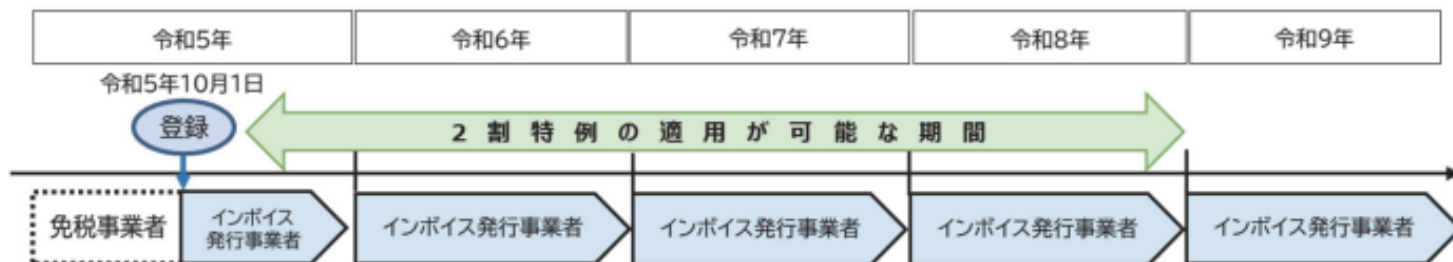 令和5年
令和6年
令和7年
令和8年
令和9年
令和5年10月1日
登録
2割特例の適用が可能な期間
免税事業者
インボイス
発行事業者
インボイス発行事業者
インボイス発行事業者
インボイス発行事業者
インボイス発行事業者